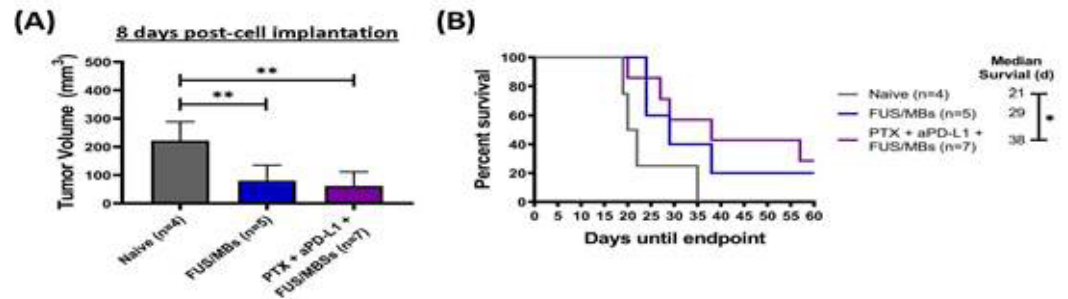 (A)
8 days post-cell implantation
Tumor Volume (mm³)
500
400
300
200
100
0
**
**
Naive (n=4)
FUS/MBs (n=5)
PTX + aPD-L1 +
FUS/MBSs (n=7)
(B)
Percent survival
100
80
60
40
20
0
0 5 10 15 20 25 30 35 40 45 50 55 60
Days until endpoint
Median
Survial (d)
Naive (n=4) 21
FUS/MBs (n=5) 29
PTX + aPD-L1 +
FUS/MBs (n=7) 38
*